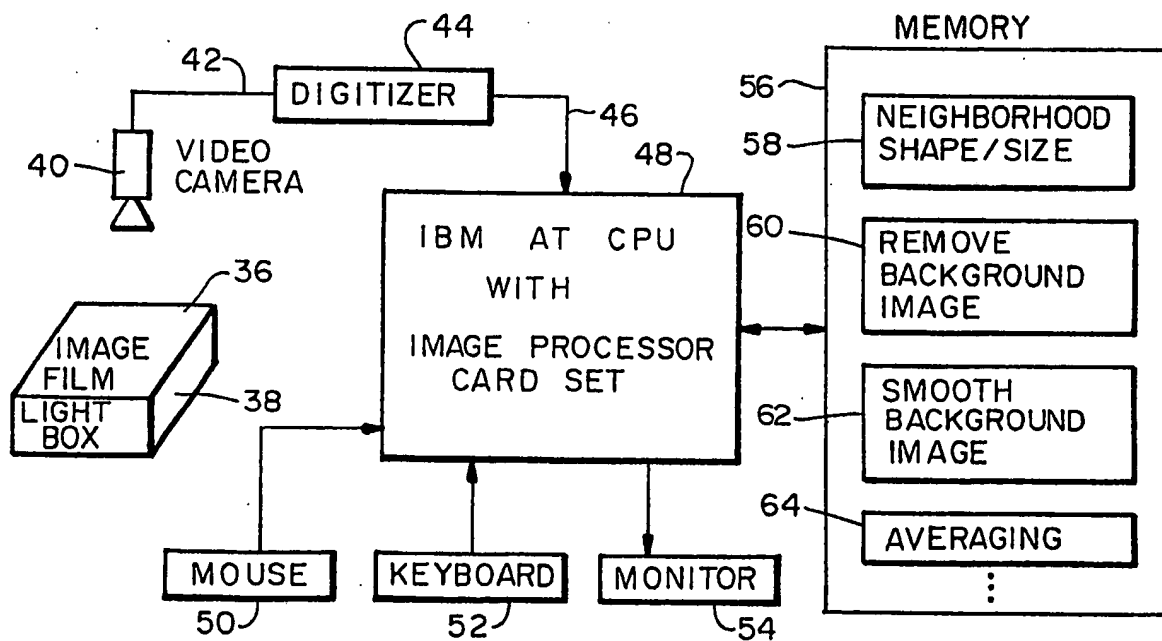 MEMORY
44
42
DIGITIZER
46
40
VIDEO
CAMERA
48
IBM AT CPU
WITH
IMAGE PROCESSOR
CARD SET
36
IMAGE
FILM
LIGHT
BOX
38
MOUSE
50
KEYBOARD
52
MONITOR
54
56
NEIGHBORHOOD
SHAPE/SIZE
58
60
REMOVE
BACKGROUND
IMAGE
62
SMOOTH
BACKGROUND
IMAGE
64
AVERAGING